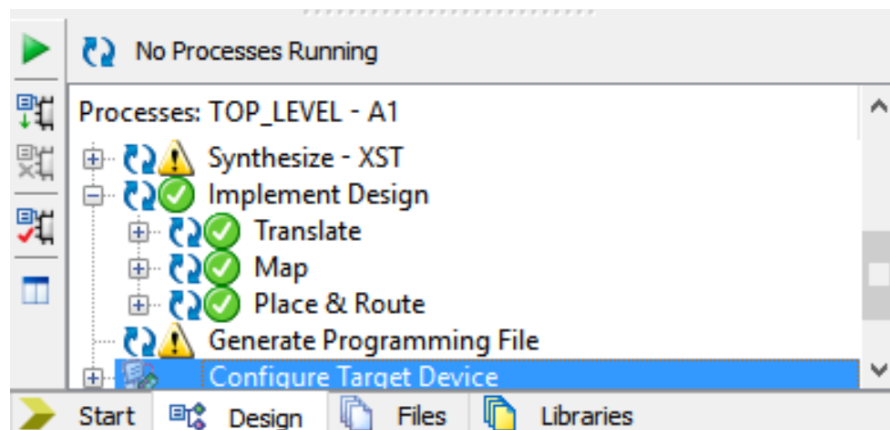 No Processes Running
Processes: TOP_LEVEL - A1
Synthesize - XST
Implement Design
Translate
Map
Place & Route
Generate Programming File
Configure Target Device
Start Design Files Libraries